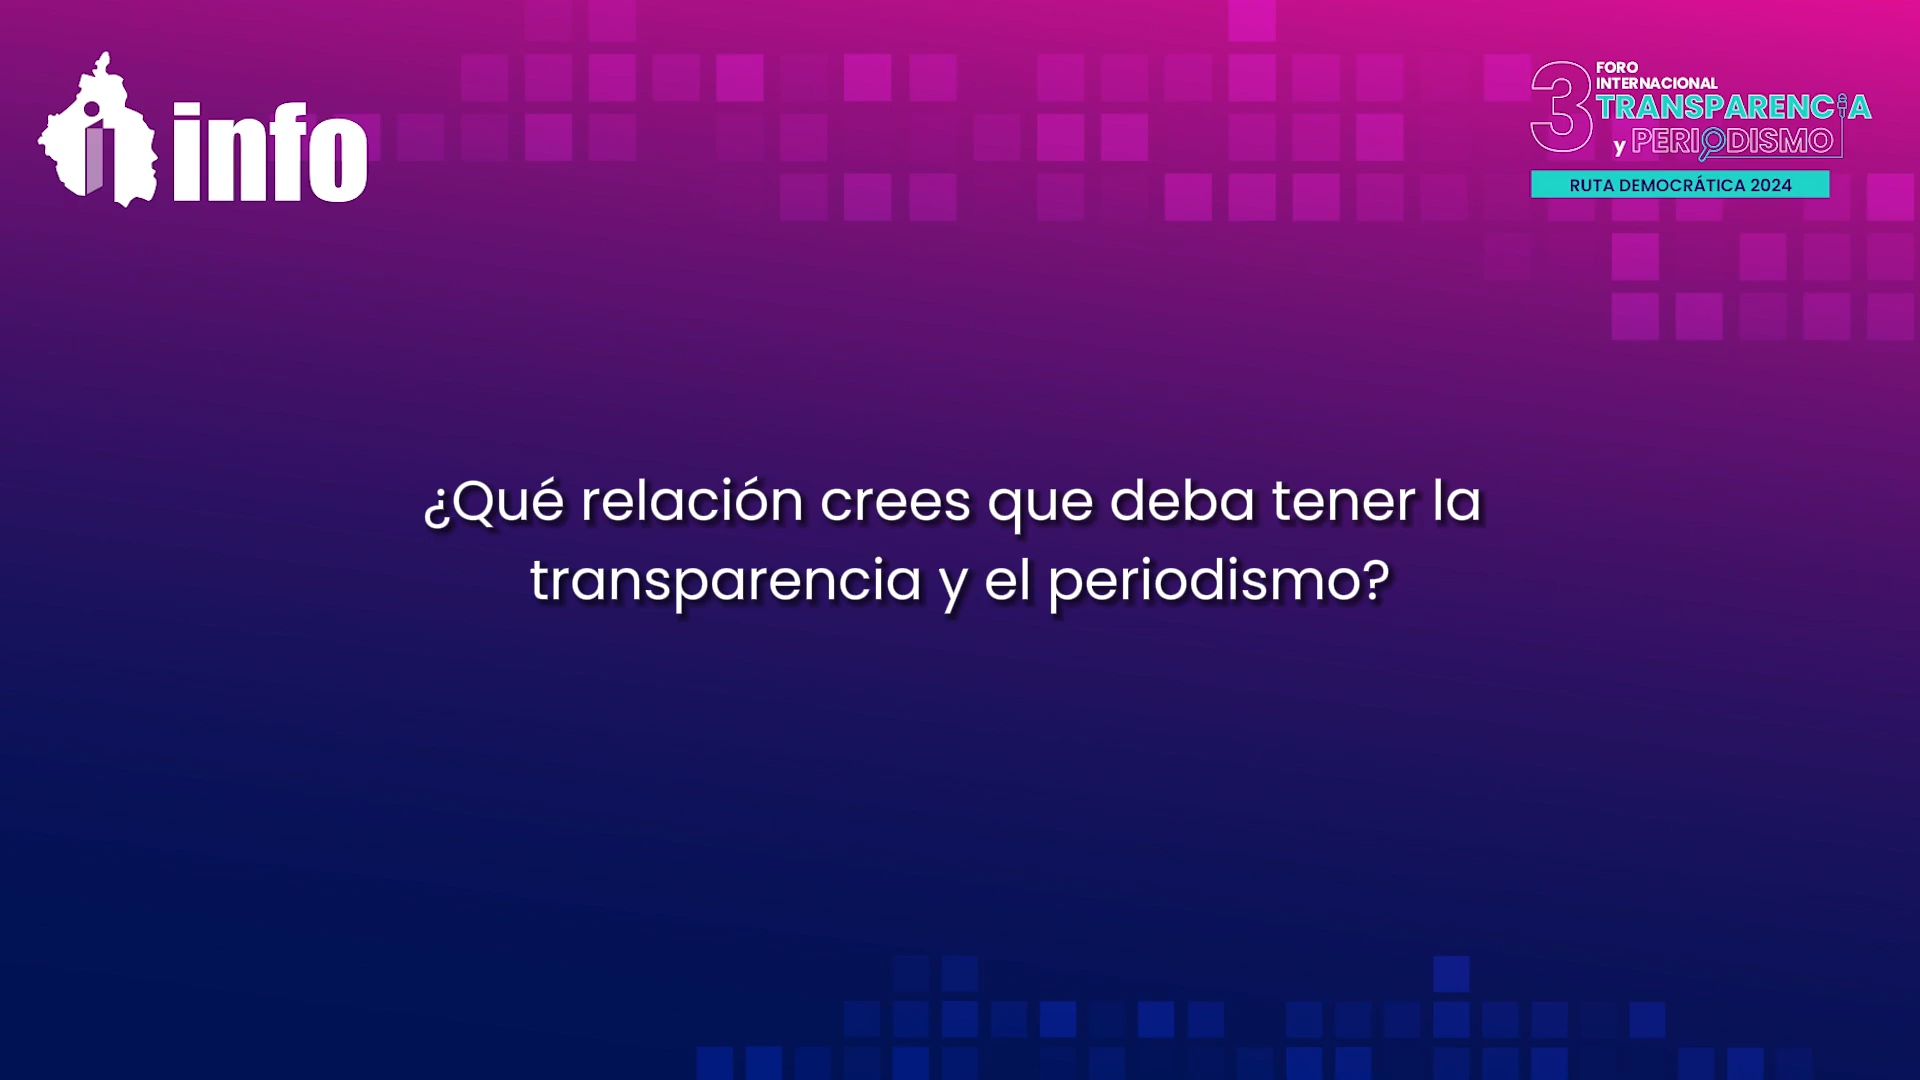 info
3
FORO
INTERNACIONAL
TRANSPARENCIA
y PERIODISMO
RUTA DEMOCRÁTICA 2024
¿Qué relación crees que deba tener la
transparencia y el periodismo?